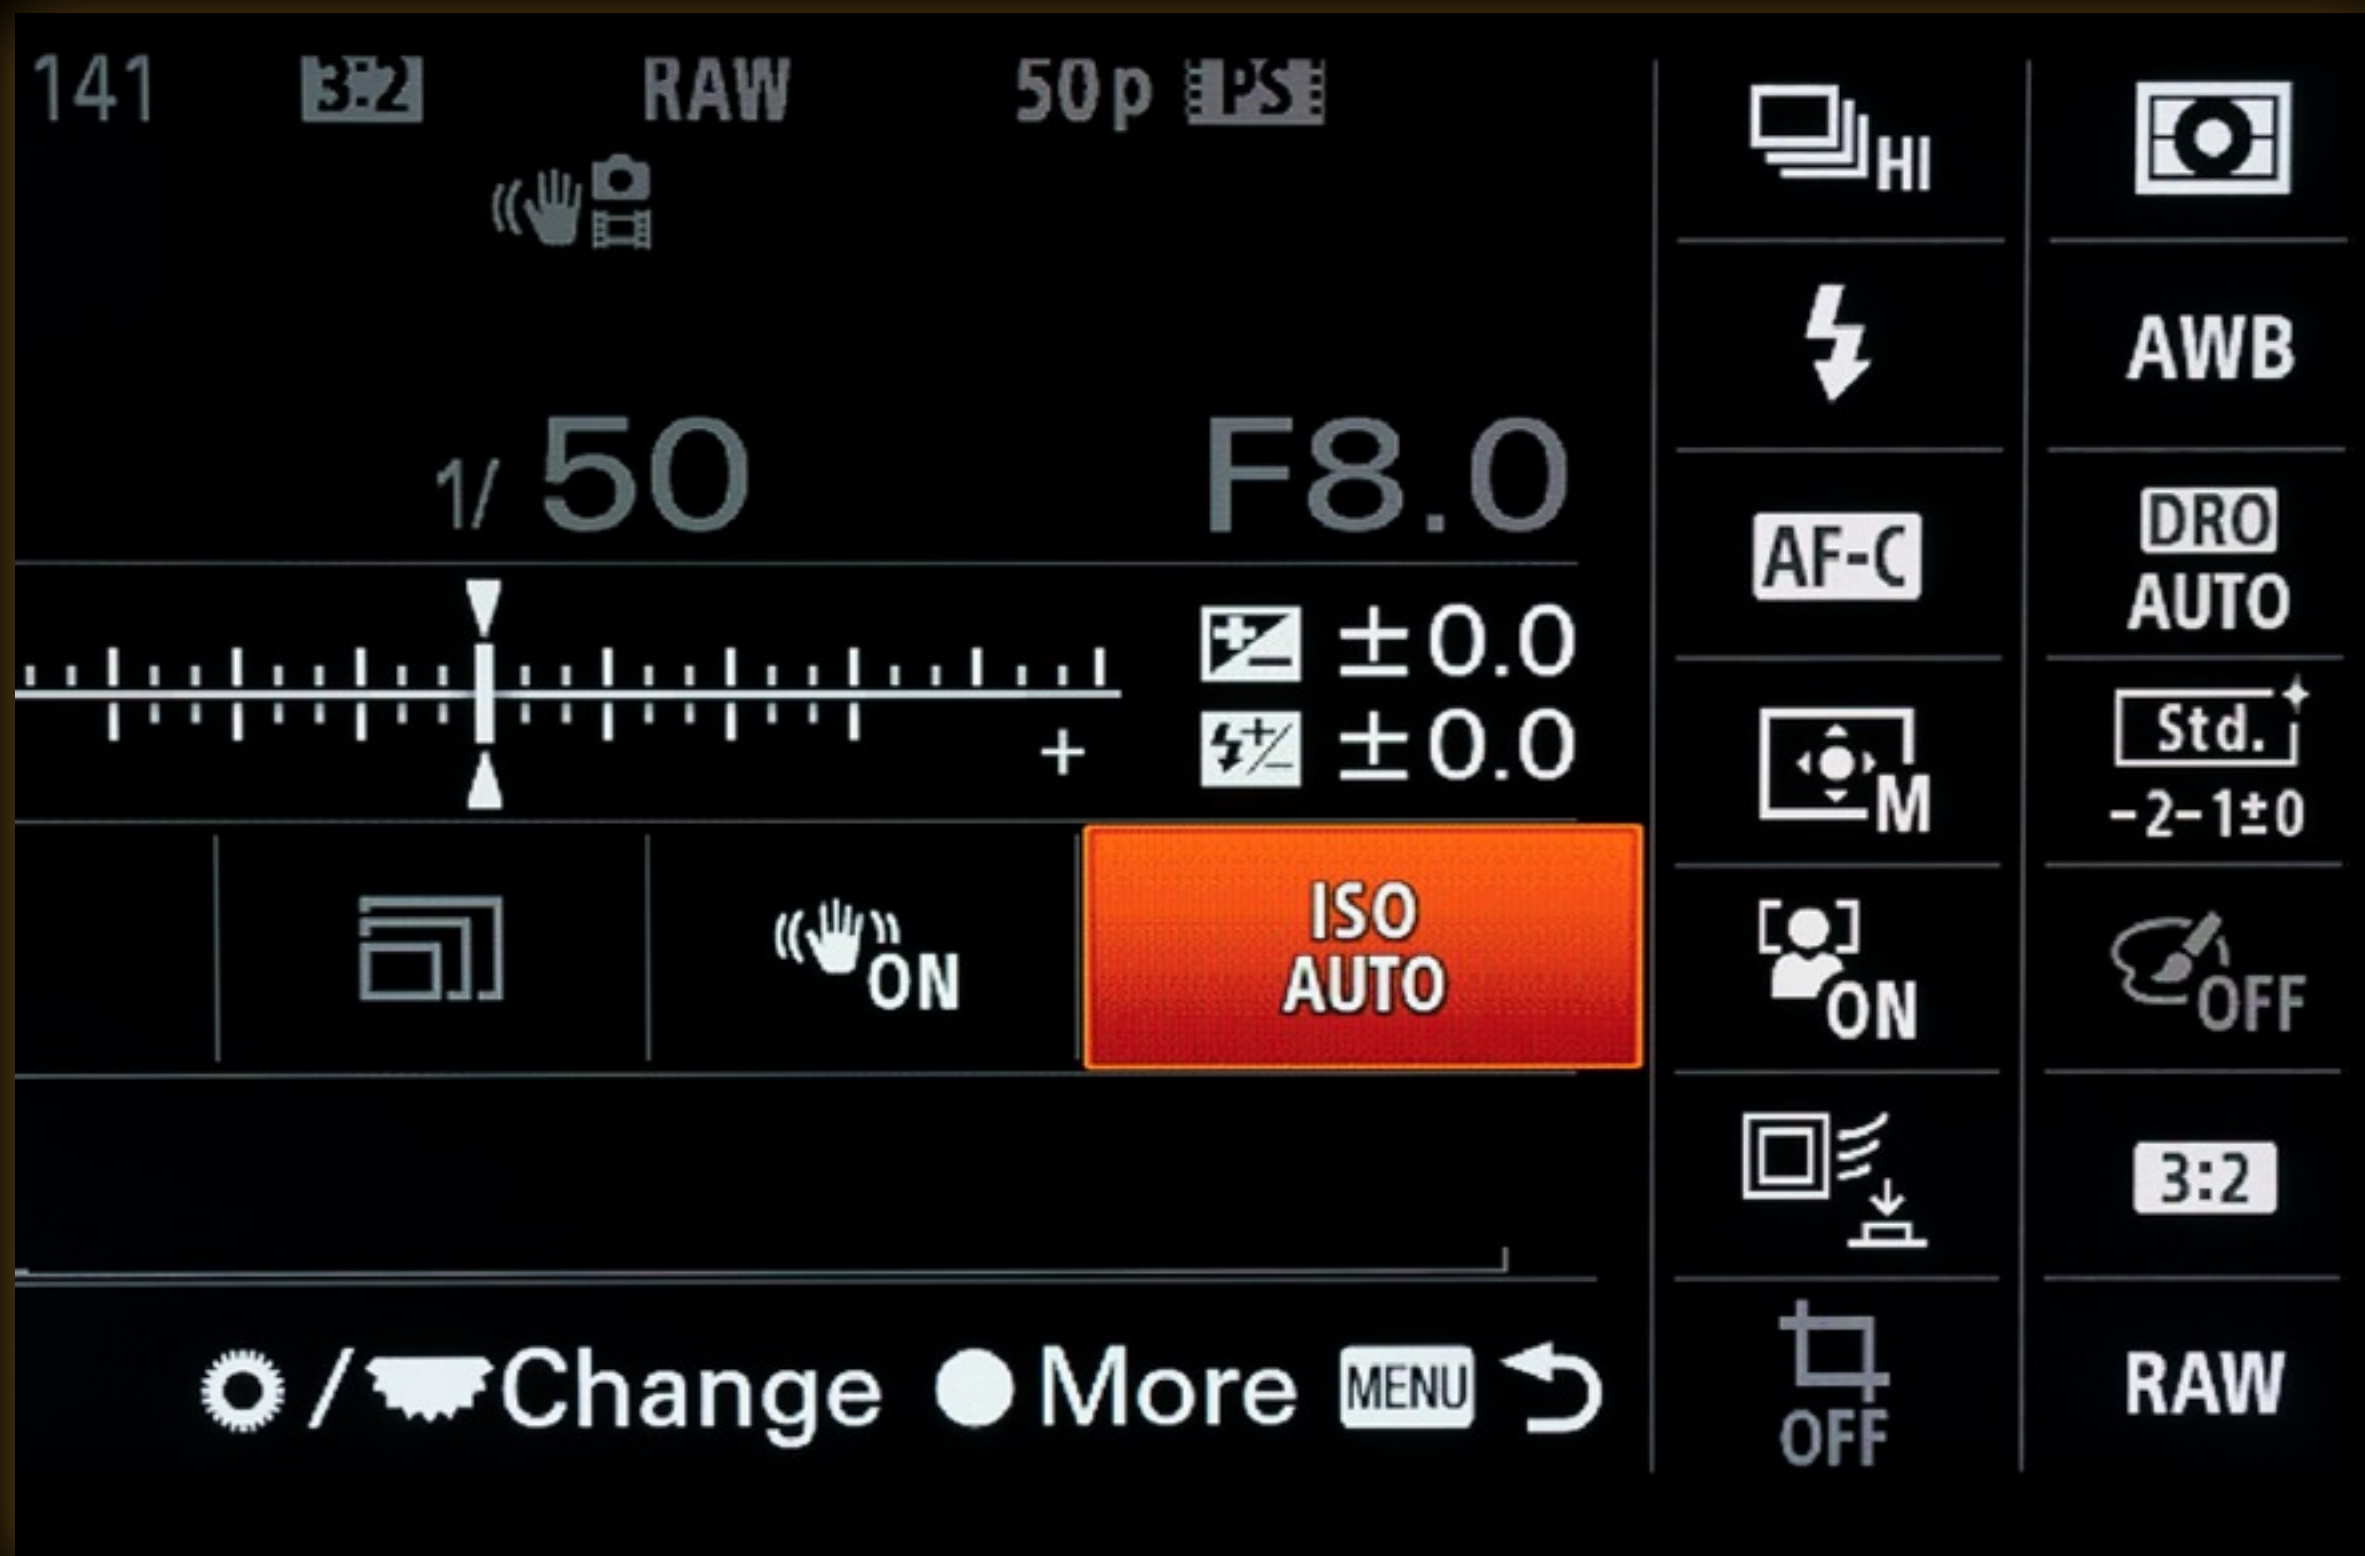 141 3:2 RAW 50p PS
HI
AWB
1/50 F8.0
AF-C
DRO
AUTO
±0.0
+ ±0.0
M
Std.
-2-1±0
ON
ISO
AUTO
ON
OFF
3:2
/ Change More MENU
OFF
RAW